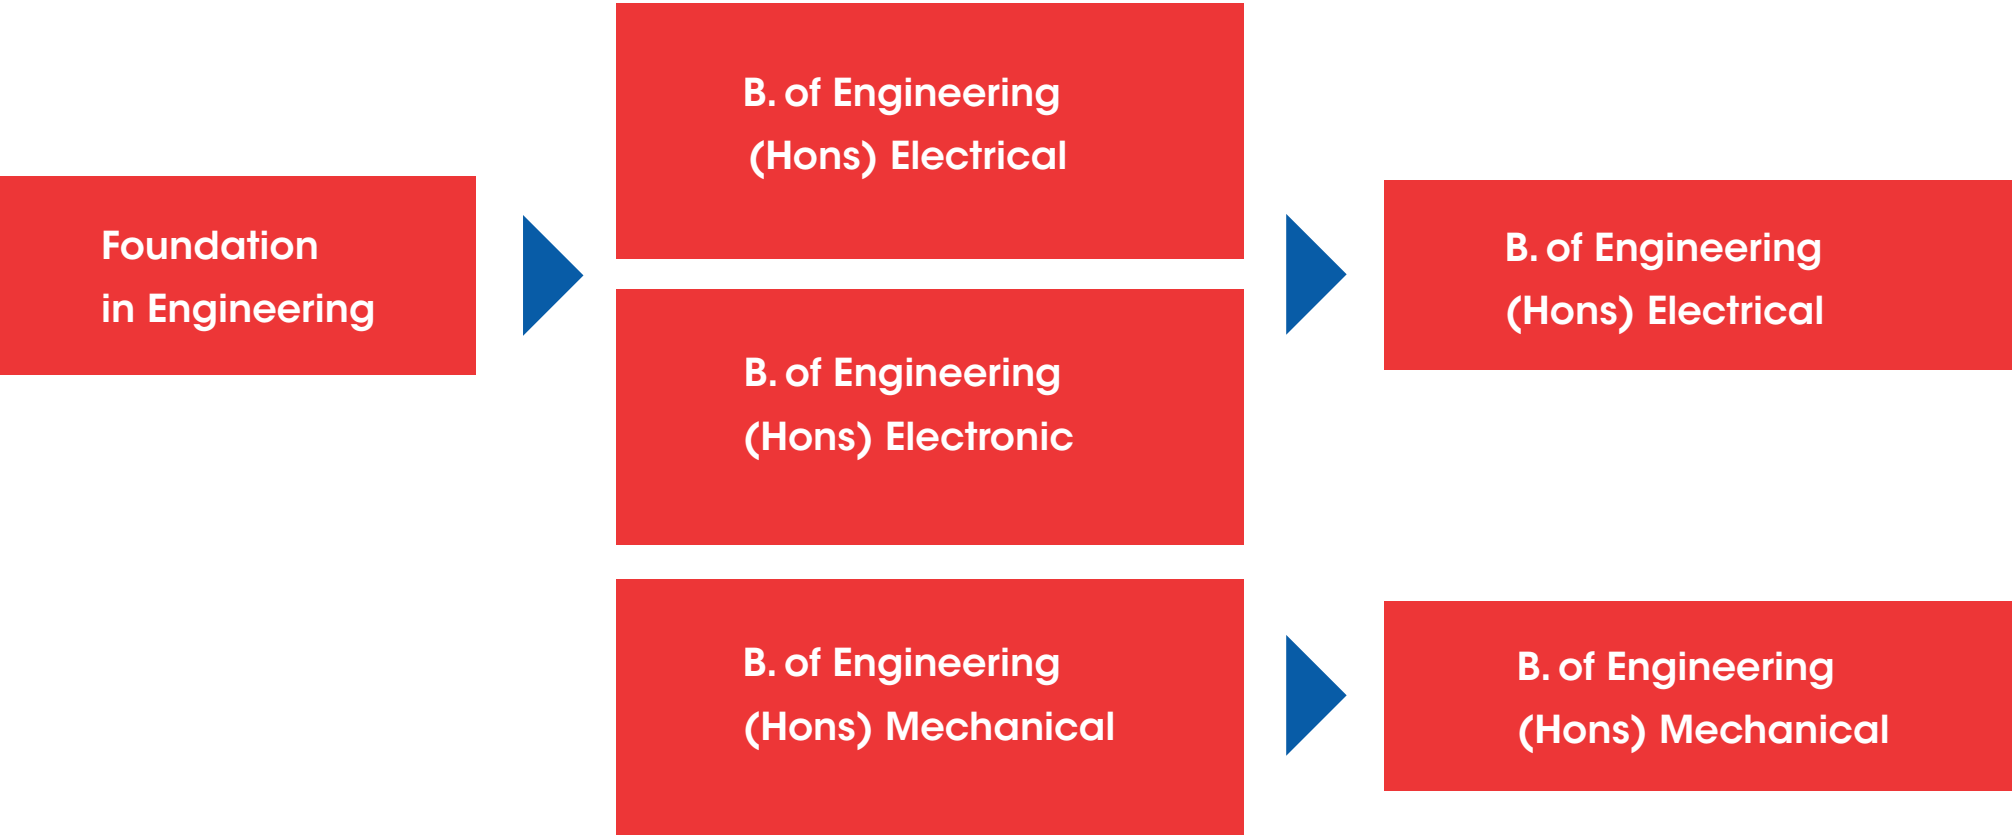 Foundation
in Engineering
B. of Engineering
(Hons) Electrical
B. of Engineering
(Hons) Electronic
B. of Engineering
(Hons) Mechanical
B. of Engineering
(Hons) Electrical
B. of Engineering
(Hons) Mechanical